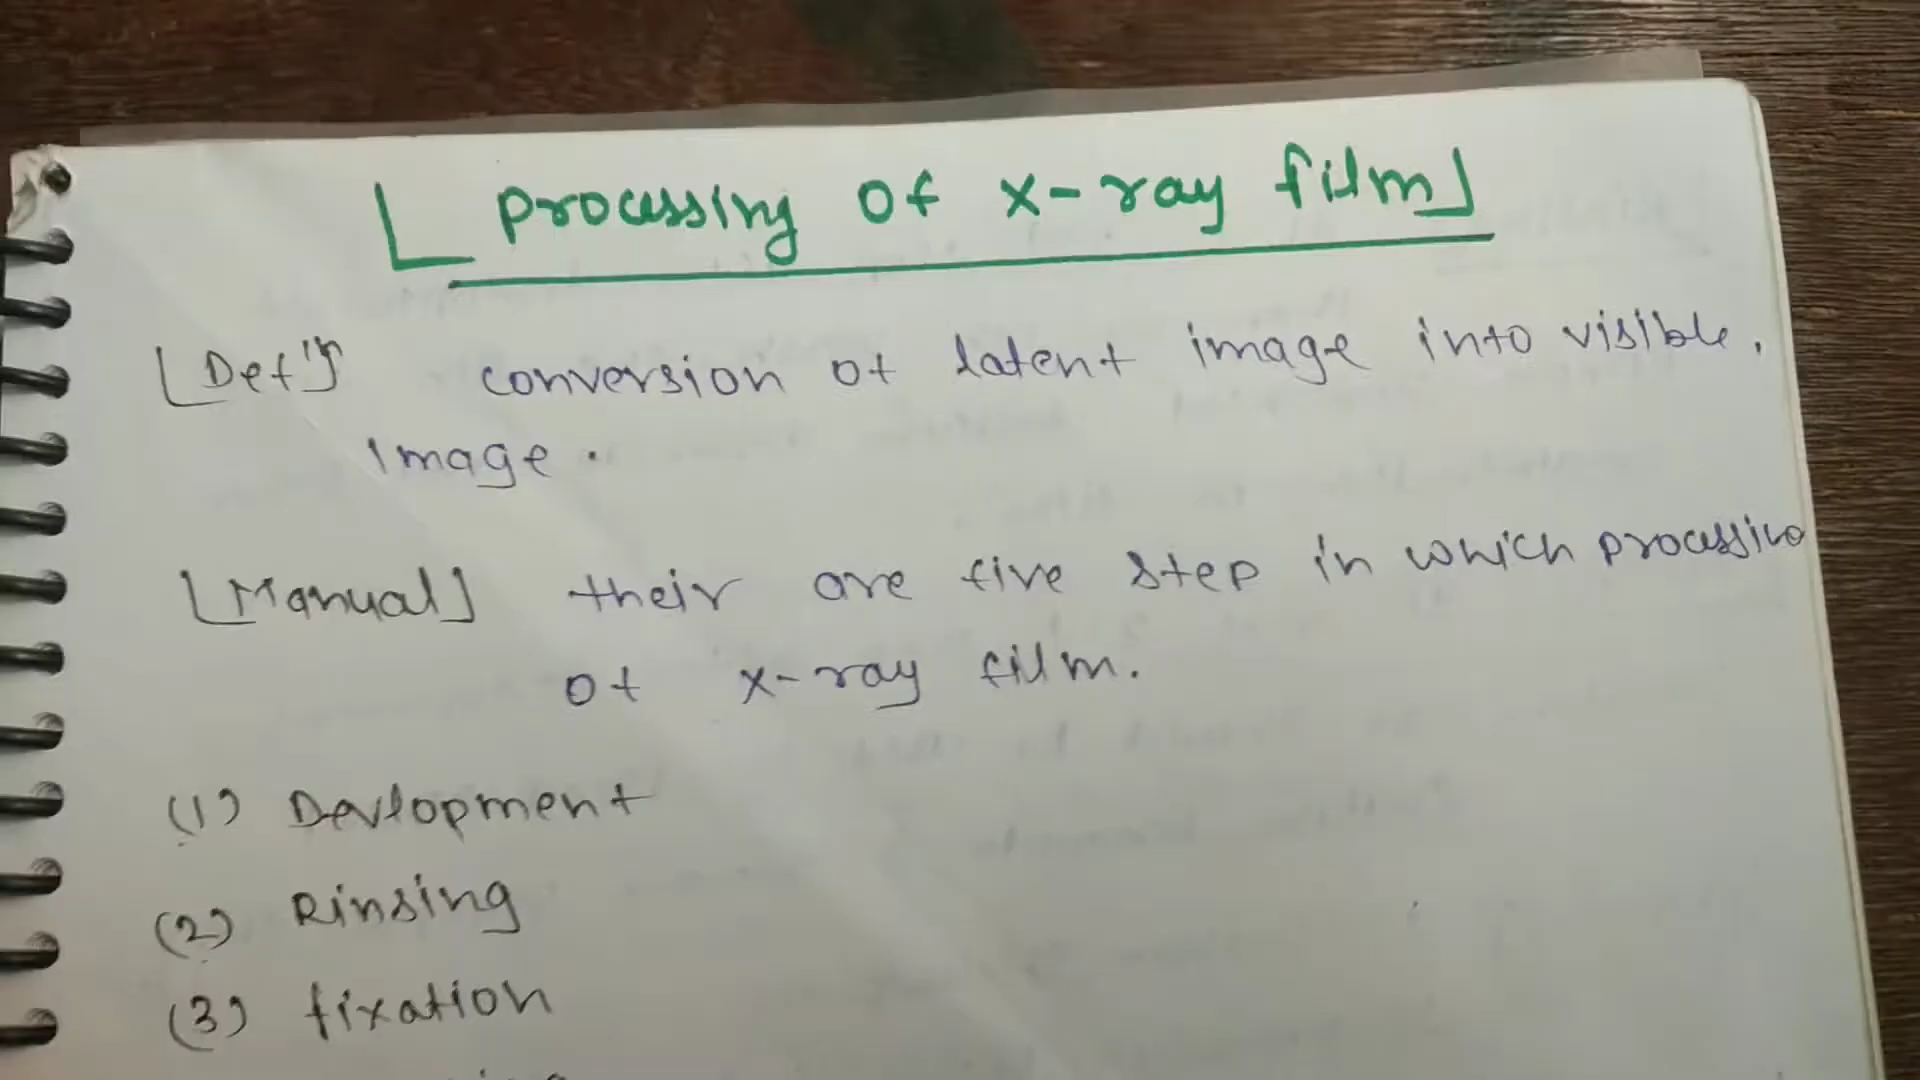 [Processing of x-ray film]
[Defn] conversion of latent image into visible.
Image.
[Manual] their are five step in which processing
of x-ray film.
(1) Devlopment
(2) Rinsing
(3) fixation